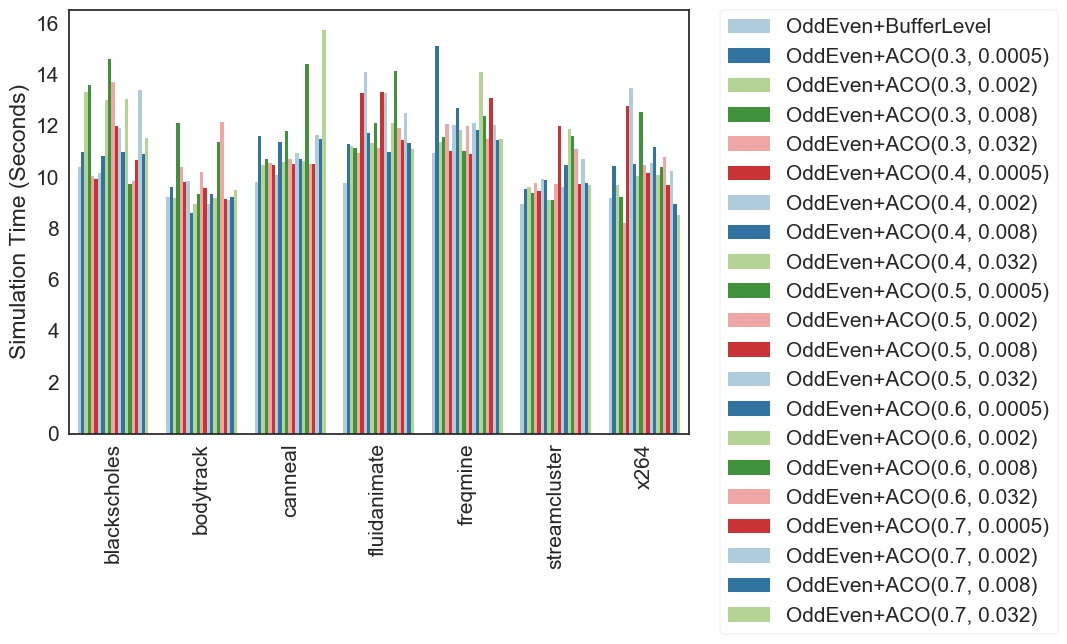 Simulation Time (Seconds)
16
14
12
10
8
6
4
2
0
blackscholes
bodytrack
canneal
fluidanimate
freqmine
streamcluster
x264
OddEven+BufferLevel
OddEven+ACO(0.3, 0.0005)
OddEven+ACO(0.3, 0.002)
OddEven+ACO(0.3, 0.008)
OddEven+ACO(0.3, 0.032)
OddEven+ACO(0.4, 0.0005)
OddEven+ACO(0.4, 0.002)
OddEven+ACO(0.4, 0.008)
OddEven+ACO(0.4, 0.032)
OddEven+ACO(0.5, 0.0005)
OddEven+ACO(0.5, 0.002)
OddEven+ACO(0.5, 0.008)
OddEven+ACO(0.5, 0.032)
OddEven+ACO(0.6, 0.0005)
OddEven+ACO(0.6, 0.002)
OddEven+ACO(0.6, 0.008)
OddEven+ACO(0.6, 0.032)
OddEven+ACO(0.7, 0.0005)
OddEven+ACO(0.7, 0.002)
OddEven+ACO(0.7, 0.008)
OddEven+ACO(0.7, 0.032)